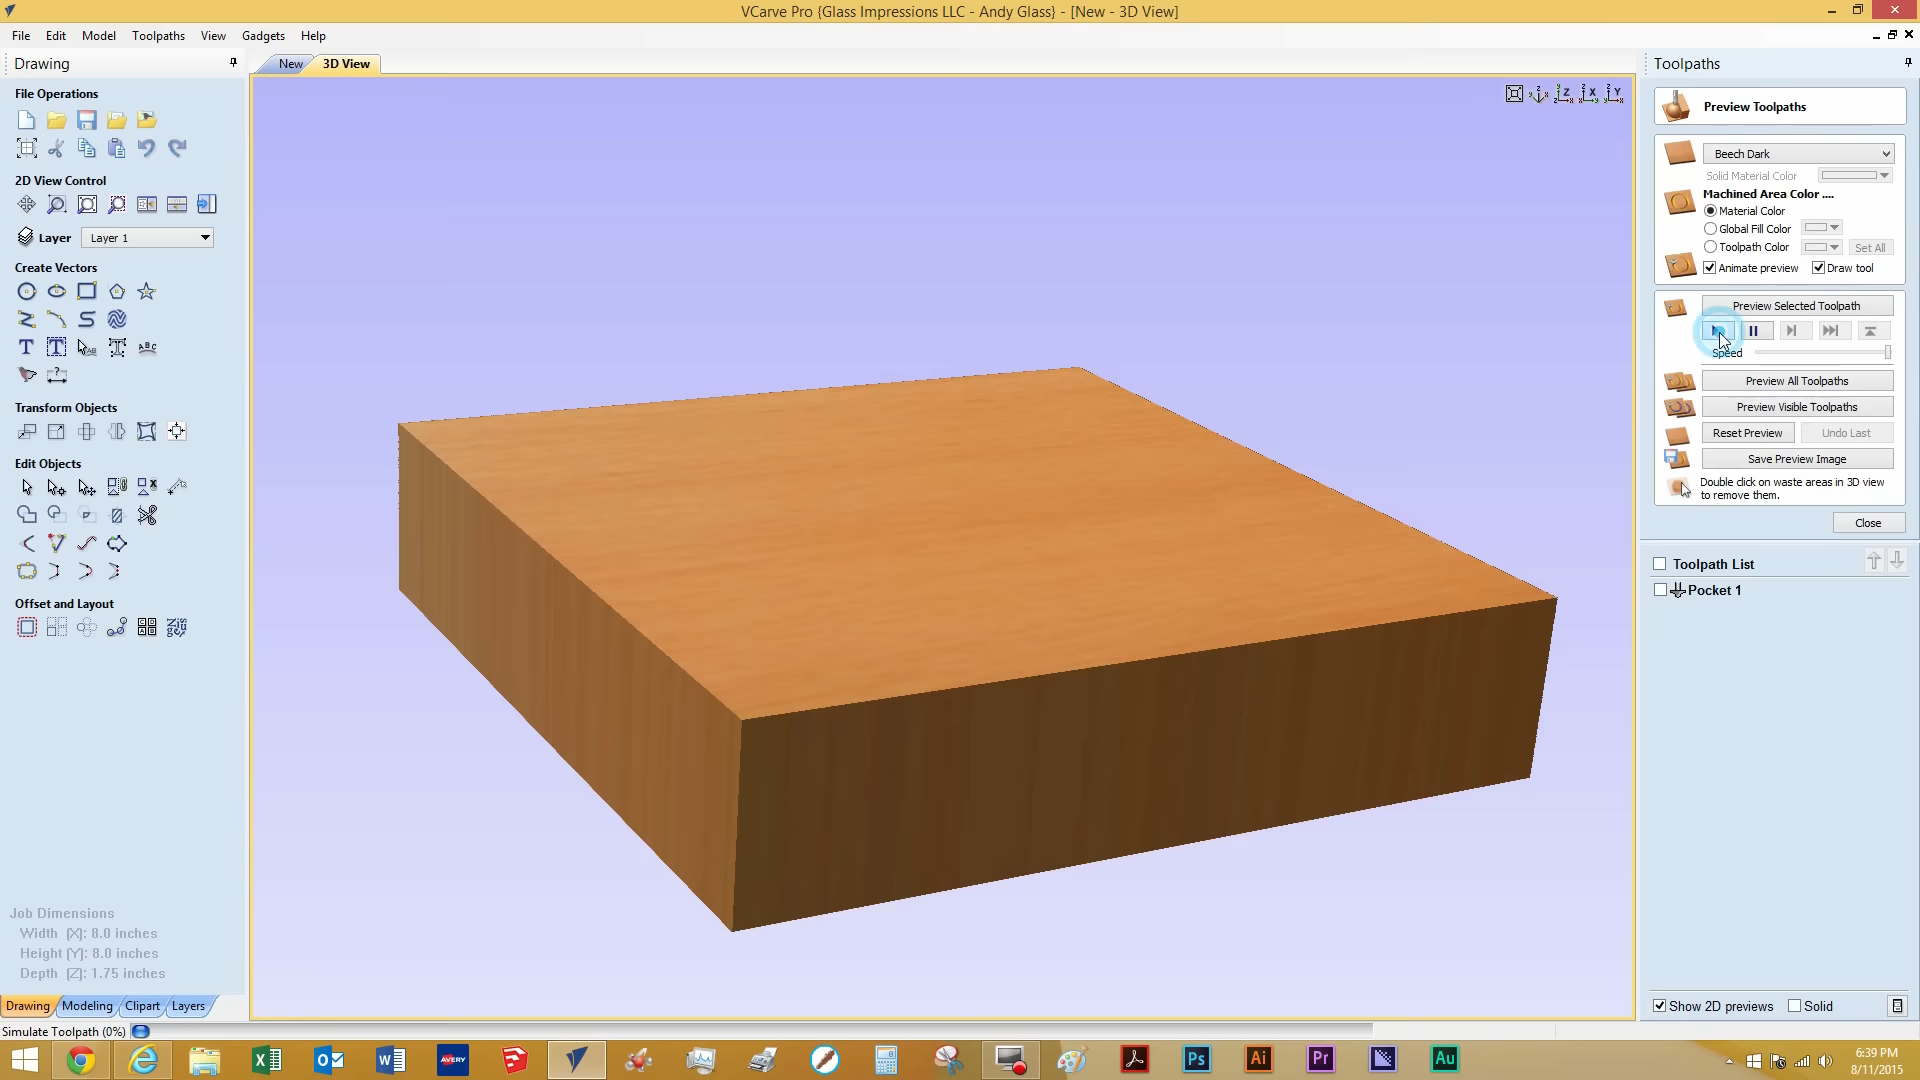 VCarve Pro {Glass Impressions LLC - Andy Glass} - [New - 3D View]
File Edit Model Toolpaths View Gadgets Help
Drawing
File Operations
2D View Control
Layer Layer 1
Create Vectors
Transform Objects
Edit Objects
Offset and Layout
Job Dimensions
Width (X): 8.0 inches
Height (Y): 8.0 inches
Depth (Z): 1.75 inches
Drawing Modeling Clipart Layers
Simulate Toolpath (0%)
New 3D View
Toolpaths
Preview Toolpaths
Beech Dark
Solid Material Color
Machined Area Color ....
Material Color
Global Fill Color
Toolpath Color Set All
Animate preview Draw tool
Preview Selected Toolpath
Speed
Preview All Toolpaths
Preview Visible Toolpaths
Reset Preview Undo Last
Save Preview Image
Double click on waste areas in 3D view
to remove them.
Close
Toolpath List
Pocket 1
Show 2D previews Solid
AVERY
Ps Ai Pr Au
6:39 PM
8/11/2015